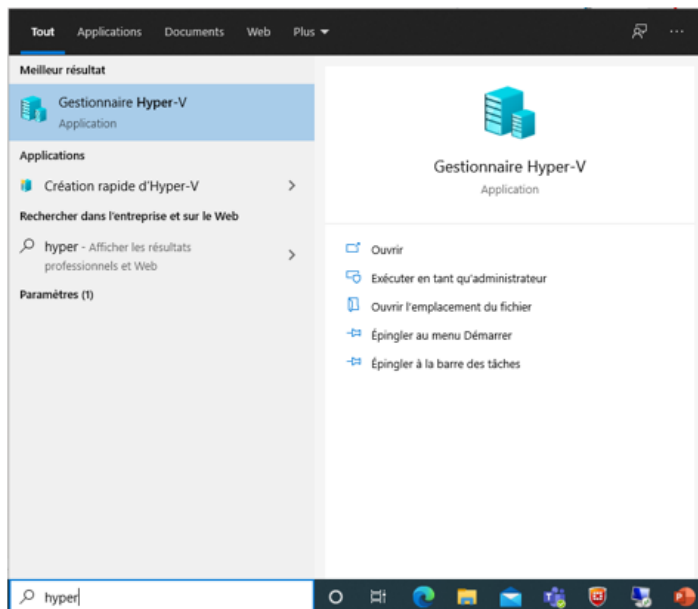 Tout Applications Documents Web Plus
Meilleur résultat
Gestionnaire Hyper-V
Application
Applications
Création rapide d'Hyper-V
Rechercher dans l'entreprise et sur le Web
hyper - Afficher les résultats
professionnels et Web
Paramètres (1)
Gestionnaire Hyper-V
Application
Ouvrir
Exécuter en tant qu'administrateur
Ouvrir l'emplacement du fichier
Épingler au menu Démarrer
Épingler à la barre des tâches
hyper